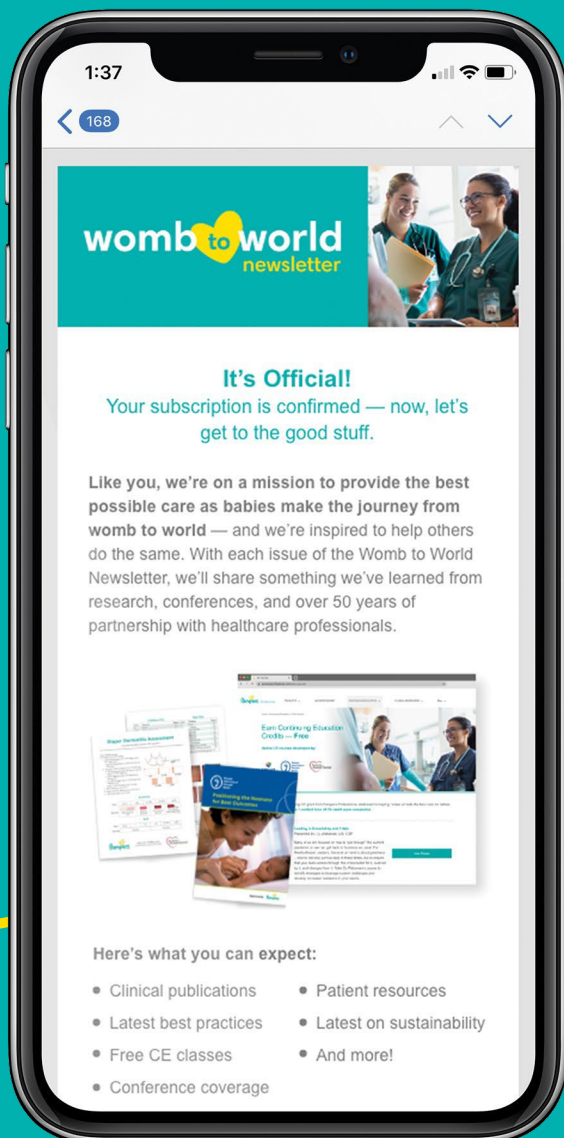 1:37
168
womb to world
newsletter
It's Official!
Your subscription is confirmed — now, let's
get to the good stuff.
Like you, we're on a mission to provide the best
possible care as babies make the journey from
womb to world — and we're inspired to help others
do the same. With each issue of the Womb to World
Newsletter, we'll share something we've learned from
research, conferences, and over 50 years of
partnership with healthcare professionals.
Diaper Dermatitis Assessment
Pampers
Positioning the Neonate
for Best Outcomes
Pampers
Earn Continuing Education
Credits — Free
Here's what you can expect:
• Clinical publications
• Latest best practices
• Free CE classes
• Conference coverage
• Patient resources
• Latest on sustainability
• And more!